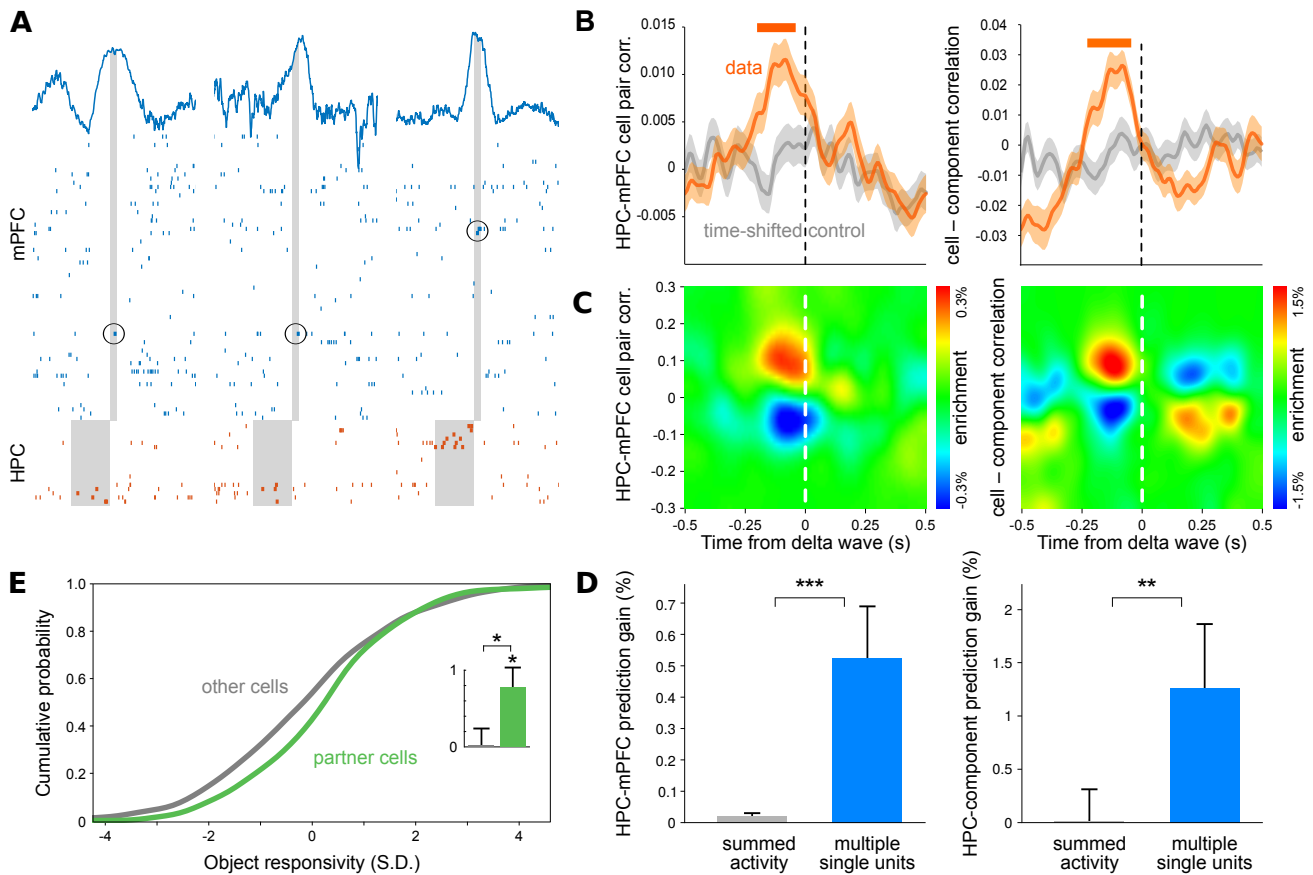 A
mPFC
HPC
B
HPC-mPFC cell pair corr.
0.015
0.010
0.005
0
-0.005
data
time-shifted control
cell – component correlation
0.04
0.03
0.02
0.01
0
-0.01
-0.02
-0.03
C
HPC-mPFC cell pair corr.
0.3
0.2
0.1
0
-0.1
-0.2
-0.3
-0.5
-0.25
0
0.25
0.5
Time from delta wave (s)
0.3%
enrichment
-0.3%
cell – component correlation
-0.5
-0.25
0
0.25
0.5
Time from delta wave (s)
1.5%
enrichment
-1.5%
E
Cumulative probability
1.0
0.8
0.6
0.4
0.2
0
other cells
partner cells
1
0
*
*
-4
-2
0
2
4
Object responsivity (S.D.)
D
HPC-mPFC prediction gain (%)
0.7
0.6
0.5
0.4
0.3
0.2
0.1
0
***
summed
activity
multiple
single units
HPC-component prediction gain (%)
2
1.5
1
0.5
0
**
summed
activity
multiple
single units